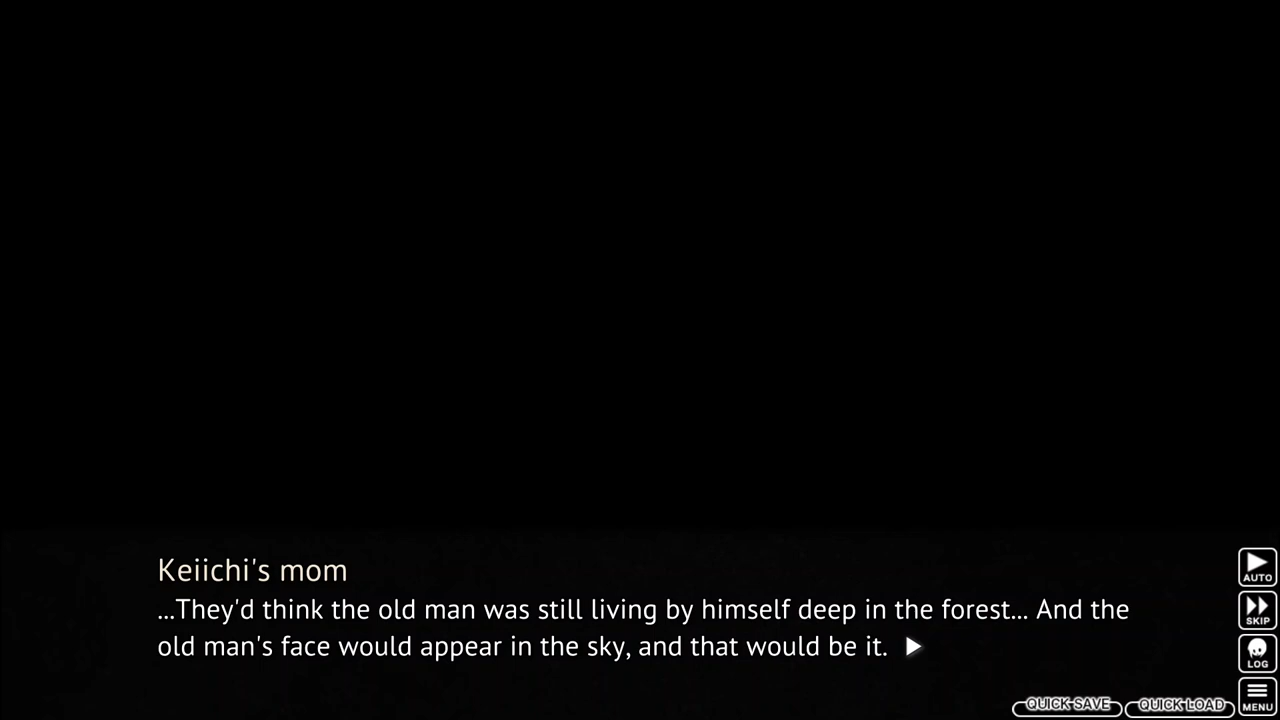 Keiichi's mom
...They'd think the old man was still living by himself deep in the forest... And the
old man's face would appear in the sky, and that would be it.
AUTO
SKIP
LOG
MENU
QUICK SAVE
QUICK LOAD